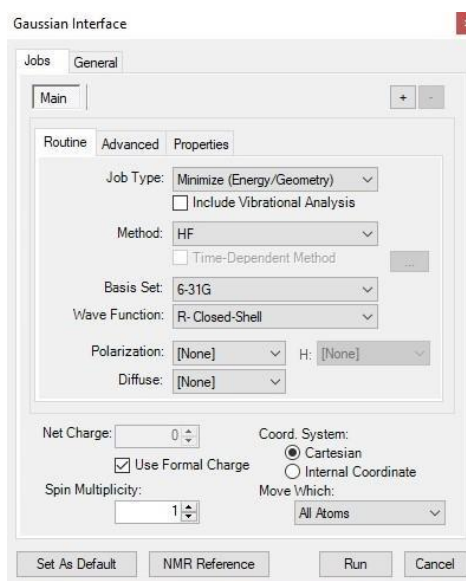 Gaussian Interface
Jobs General
Main + -
Routine Advanced Properties
Job Type: Minimize (Energy/Geometry)
Include Vibrational Analysis
Method: HF
Time-Dependent Method ...
Basis Set: 6-31G
Wave Function: R- Closed-Shell
Polarization: [None] H: [None]
Diffuse: [None]
Net Charge: 0 Coord. System:
Cartesian
Use Formal Charge Internal Coordinate
Spin Multiplicity: Move Which:
1 All Atoms
Set As Default NMR Reference Run Cancel